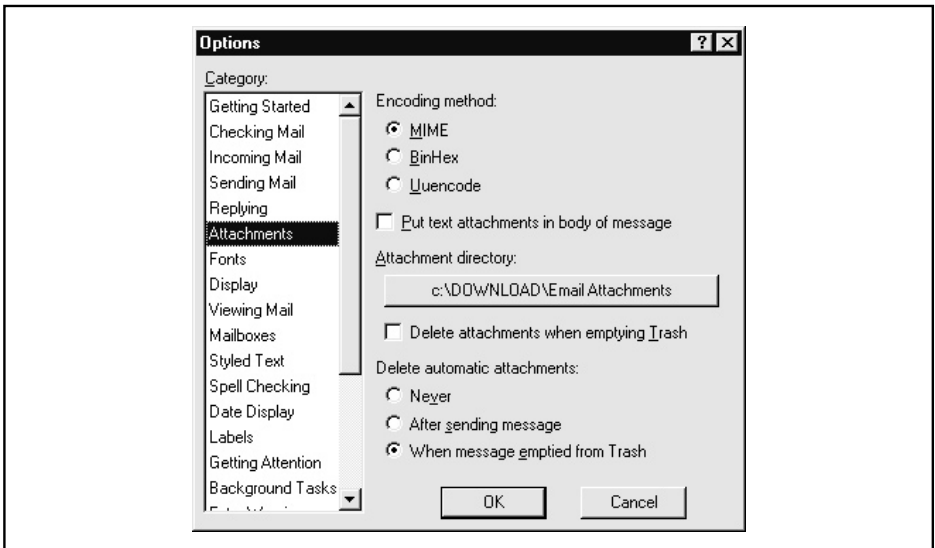 Options
Category:
Getting Started
Checking Mail
Incoming Mail
Sending Mail
Replying
Attachments
Fonts
Display
Viewing Mail
Mailboxes
Styled Text
Spell Checking
Date Display
Labels
Getting Attention
Background Tasks
Encoding method:
MIME
BinHex
Uuencode
Put text attachments in body of message
Attachment directory:
c:\DOWNLOAD\Email Attachments
Delete attachments when emptying Trash
Delete automatic attachments:
Never
After sending message
When message emptied from Trash
OK
Cancel